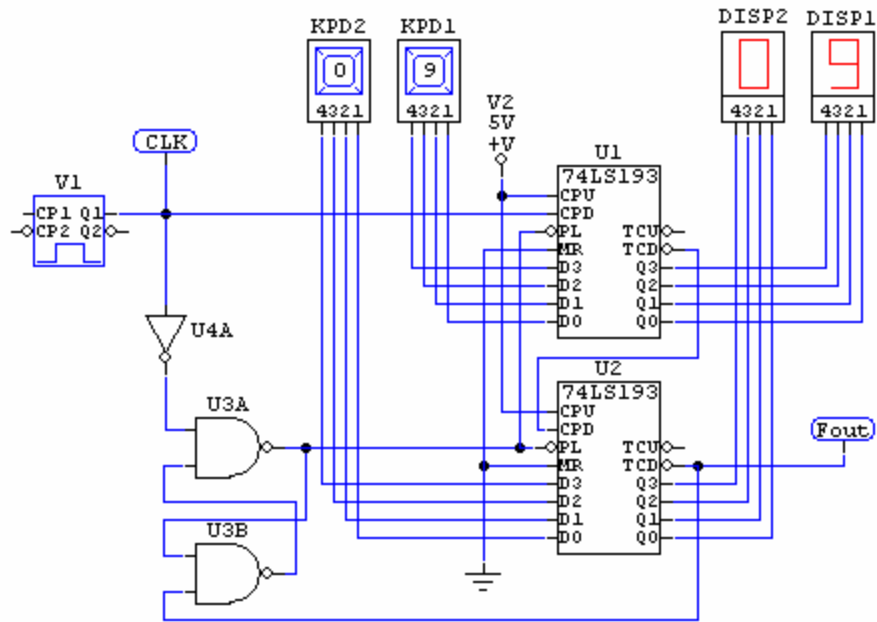 KPD2 KPD1 DISP2 DISP1
0 9 0 9
4321 4321 4321 4321
V2
5V
+V
CLK
U1
74LS193
V1
CPU
CP1 Q1
CPD
CP2 Q2
PL TCU
MR TCD
D3 Q3
D2 Q2
D1 Q1
D0 Q0
U4A
U2
74LS193
U3A
CPU
CPD
Fout
PL TCU
MR TCD
D3 Q3
D2 Q2
U3B
D1 Q1
D0 Q0